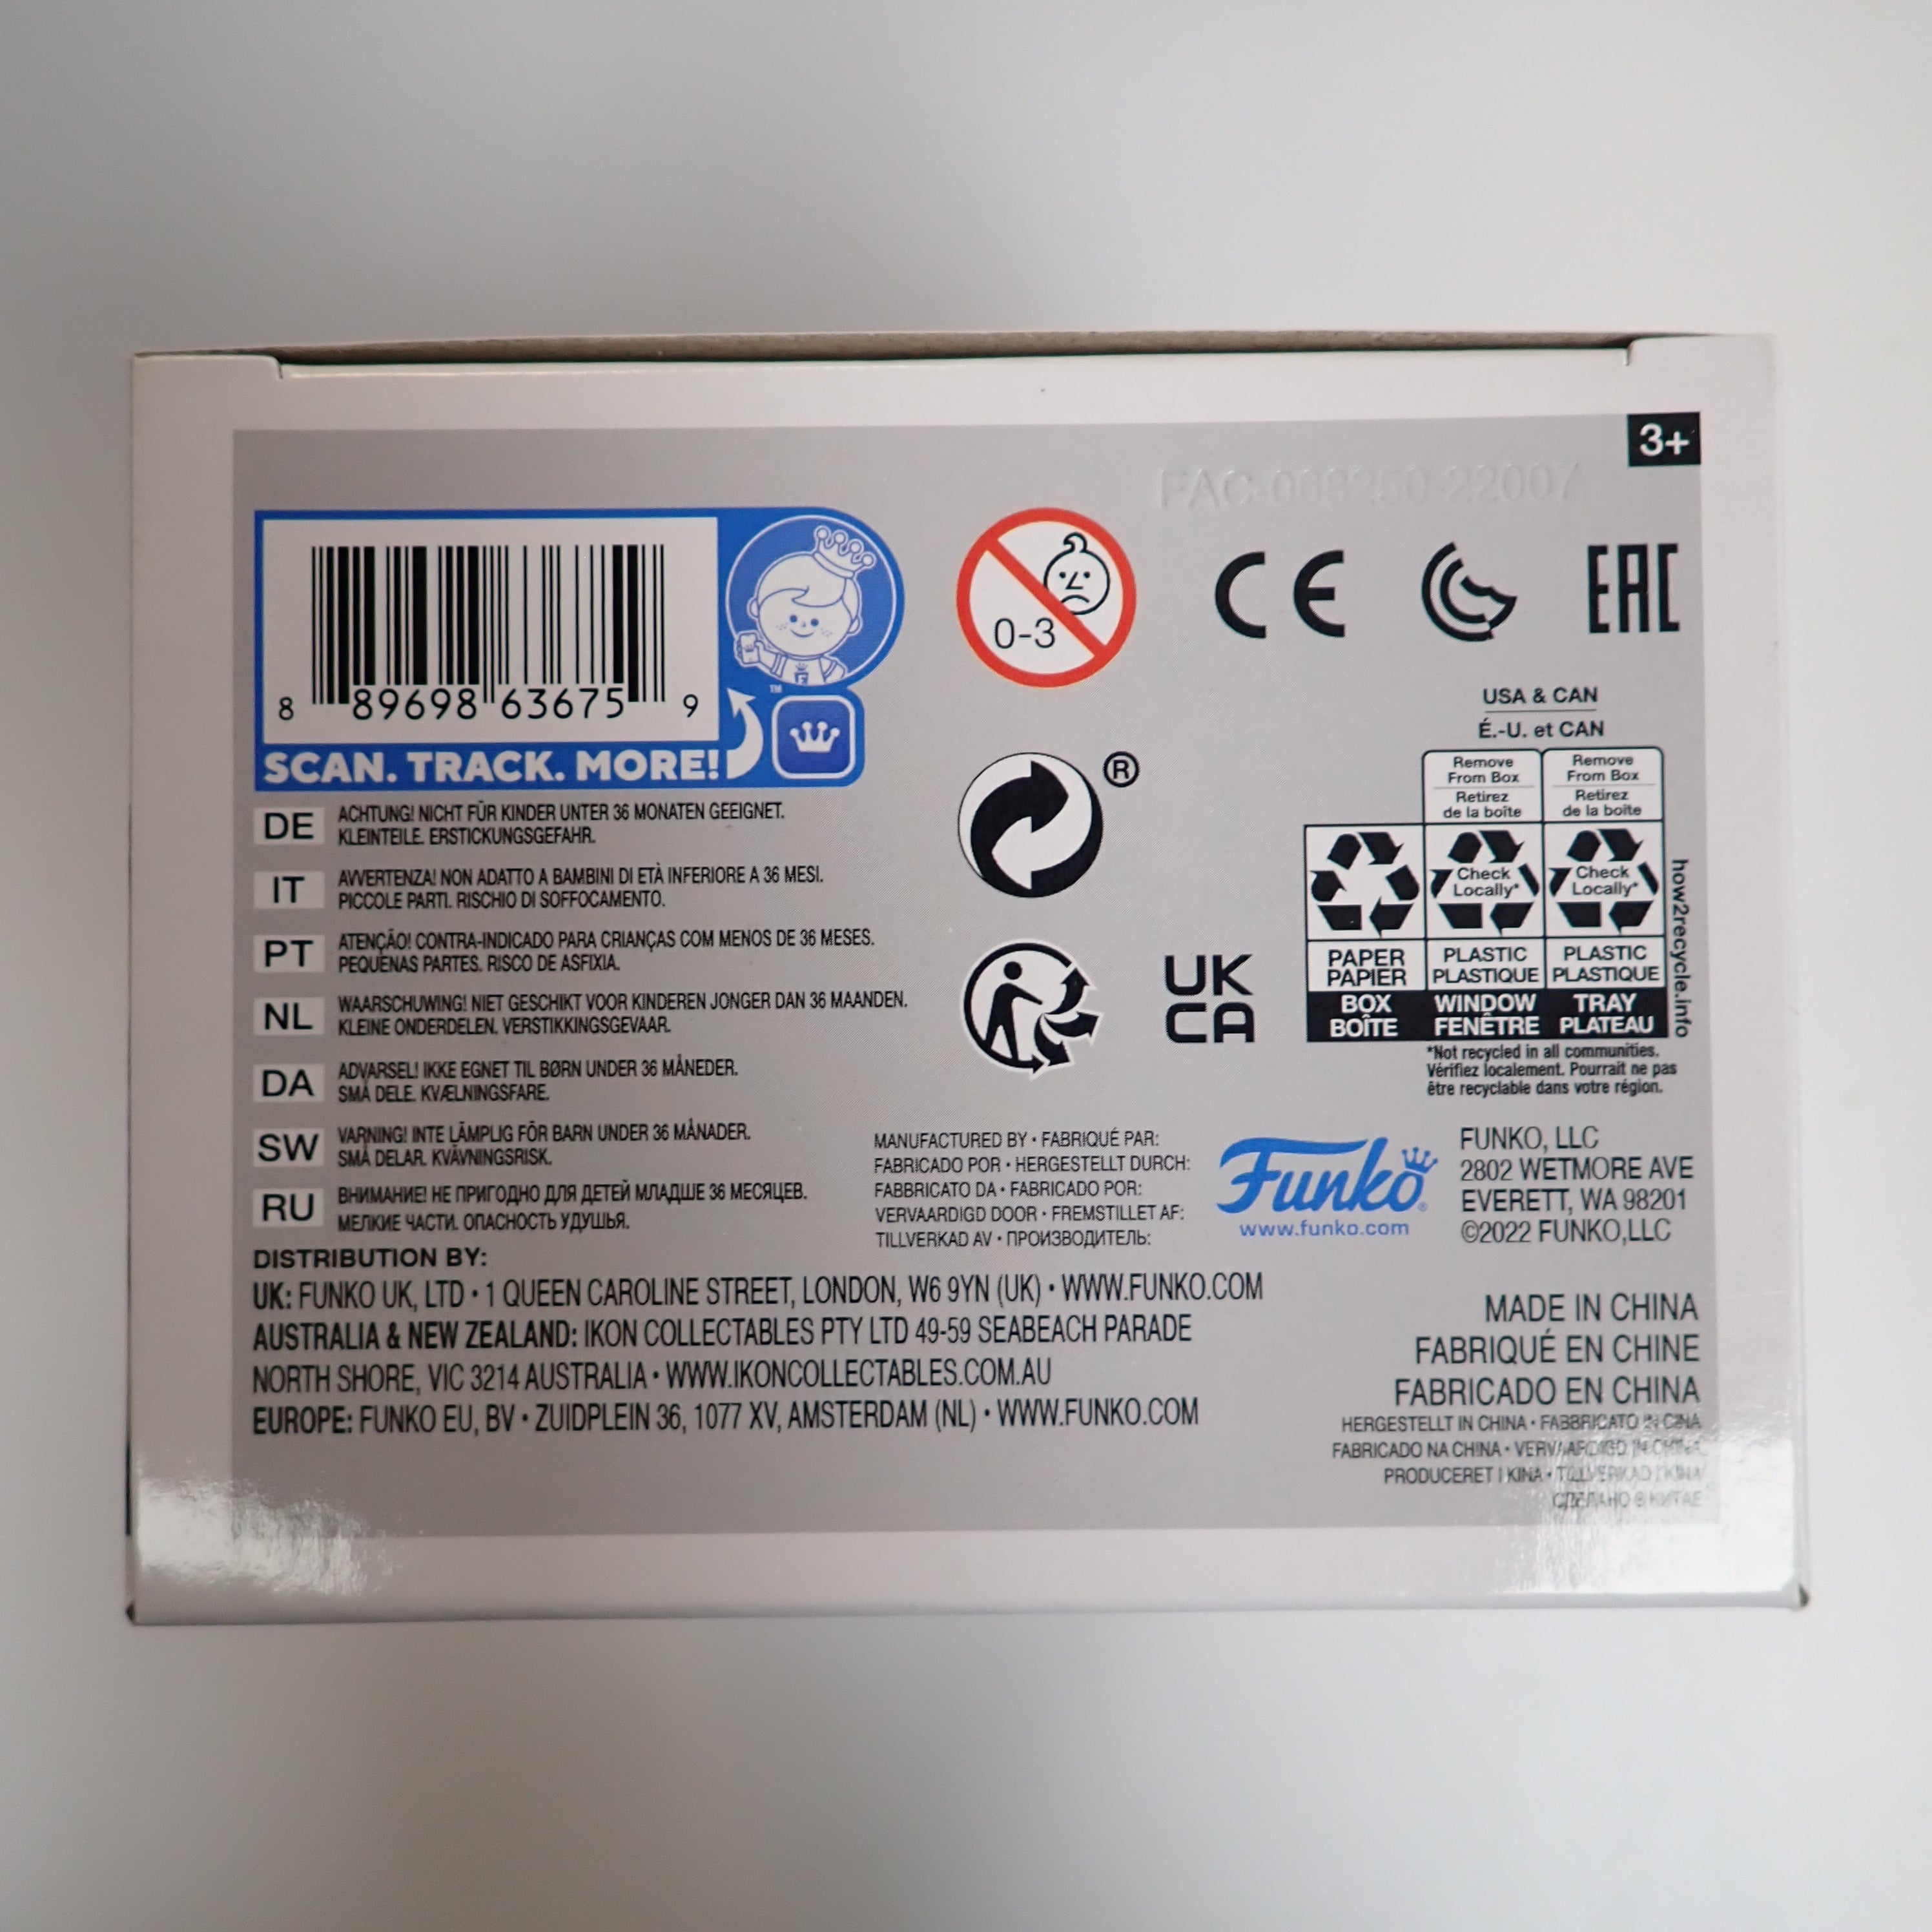 3+
FAC-068250-22007
8 89698 63675 9
SCAN. TRACK. MORE!
TM
0-3
CE
EAC
USA & CAN
É.-U. et CAN
Remove
From Box
Retirez
de la boîte
Remove
From Box
Retirez
de la boîte
Check
Locally*
Check
Locally*
PAPER
PAPIER
PLASTIC
PLASTIQUE
PLASTIC
PLASTIQUE
BOX
BOÎTE
WINDOW
FENÊTRE
TRAY
PLATEAU
how2recycle.info
*Not recycled in all communities.
Vérifiez localement. Pourrait ne pas
être recyclable dans votre région.
®
UK
CA
DE ACHTUNG! NICHT FÜR KINDER UNTER 36 MONATEN GEEIGNET.
KLEINTEILE. ERSTICKUNGSGEFAHR.
IT AVVERTENZA! NON ADATTO A BAMBINI DI ETÀ INFERIORE A 36 MESI.
PICCOLE PARTI. RISCHIO DI SOFFOCAMENTO.
PT ATENÇÃO! CONTRA-INDICADO PARA CRIANÇAS COM MENOS DE 36 MESES.
PEQUENAS PARTES. RISCO DE ASFIXIA.
NL WAARSCHUWING! NIET GESCHIKT VOOR KINDEREN JONGER DAN 36 MAANDEN.
KLEINE ONDERDELEN. VERSTIKKINGSGEVAAR.
DA ADVARSEL! IKKE EGNET TIL BØRN UNDER 36 MÅNEDER.
SMÅ DELE. KVÆLNINGSFARE.
SW VARNING! INTE LÄMPLIG FÖR BARN UNDER 36 MÅNADER.
SMÅ DELAR. KVÄVNINGSRISK.
RU ВНИМАНИЕ! НЕ ПРИГОДНО ДЛЯ ДЕТЕЙ МЛАДШЕ 36 МЕСЯЦЕВ.
МЕЛКИЕ ЧАСТИ. ОПАСНОСТЬ УДУШЬЯ.
MANUFACTURED BY • FABRIQUÉ PAR:
FABRICADO POR • HERGESTELLT DURCH:
FABBRICATO DA • FABRICADO POR:
VERVAARDIGD DOOR • FREMSTILLET AF:
TILLVERKAD AV • ПРОИЗВОДИТЕЛЬ:
Funko®
www.funko.com
FUNKO, LLC
2802 WETMORE AVE
EVERETT, WA 98201
©2022 FUNKO,LLC
DISTRIBUTION BY:
UK: FUNKO UK, LTD • 1 QUEEN CAROLINE STREET, LONDON, W6 9YN (UK) • WWW.FUNKO.COM
AUSTRALIA & NEW ZEALAND: IKON COLLECTABLES PTY LTD 49-59 SEABEACH PARADE
NORTH SHORE, VIC 3214 AUSTRALIA • WWW.IKONCOLLECTABLES.COM.AU
EUROPE: FUNKO EU, BV • ZUIDPLEIN 36, 1077 XV, AMSTERDAM (NL) • WWW.FUNKO.COM
MADE IN CHINA
FABRIQUÉ EN CHINE
FABRICADO EN CHINA
HERGESTELLT IN CHINA • FABBRICATO IN CINA
FABRICADO NA CHINA • VERVAARDIGD IN CHINA
PRODUCERET I KINA • TILLVERKAD I KINA
СДЕЛАНО В КИТАЕ